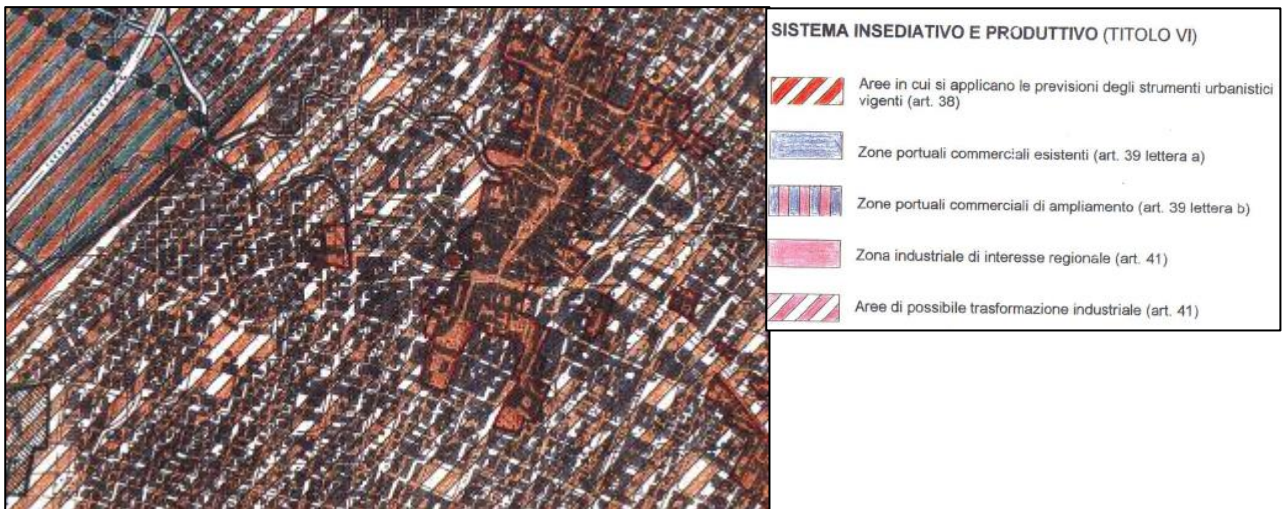 SISTEMA INSEDIATIVO E PRODUTTIVO (TITOLO VI)
Aree in cui si applicano le previsioni degli strumenti urbanistici
vigenti (art. 38)
Zone portuali commerciali esistenti (art. 39 lettera a)
Zone portuali commerciali di ampliamento (art. 39 lettera b)
Zona industriale di interesse regionale (art. 41)
Aree di possibile trasformazione industriale (art. 41)